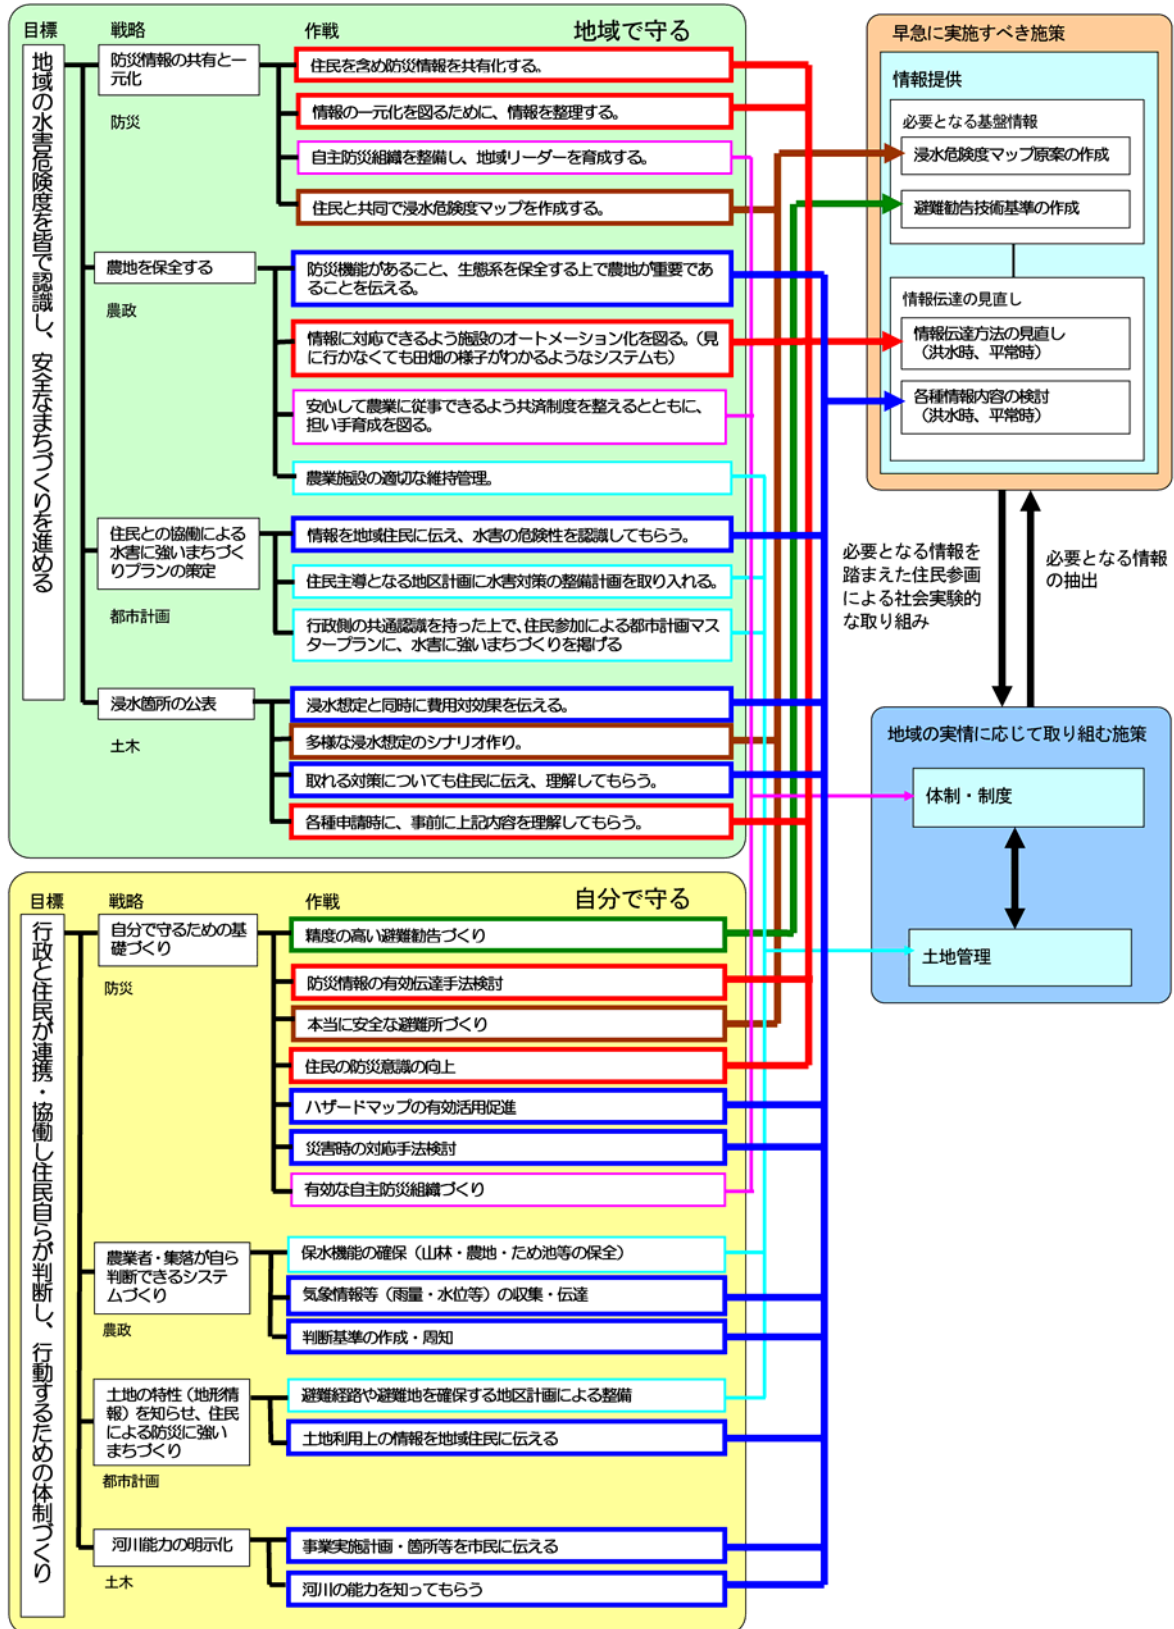 地域で守る
目標
戦略
作戦
地域の水害危険度を皆で認識し、安全なまちづくりを進める
防災情報の共有と一
元化
防災
住民を含め防災情報を共有化する。
情報の一元化を図るために、情報を整理する。
自主防災組織を整備し、地域リーダーを育成する。
住民と共同で浸水危険度マップを作成する。
農地を保全する
農政
防災機能があること、生態系を保全する上で農地が重要であ
ることを伝える。
情報に対応できるよう施設のオートメーション化を図る。(見
に行かなくても田畑の様子がわかるようなシステムも)
安心して農業に従事できるよう共済制度を整えるとともに、
担い手育成を図る。
農業施設の適切な維持管理。
住民との協働による
水害に強いまちづく
りプランの策定
都市計画
情報を地域住民に伝え、水害の危険性を認識してもらう。
住民主導となる地区計画に水害対策の整備計画を取り入れる。
行政側の共通認識を持った上で、住民参加による都市計画マス
タープランに、水害に強いまちづくりを掲げる
浸水箇所の公表
土木
浸水想定と同時に費用対効果を伝える。
多様な浸水想定のシナリオ作り。
取れる対策についても住民に伝え、理解してもらう。
各種申請時に、事前に上記内容を理解してもらう。
自分で守る
目標
戦略
作戦
行政と住民が連携・協働し住民自らが判断し、行動するための体制づくり
自分で守るための基
礎づくり
防災
精度の高い避難勧告づくり
防災情報の有効伝達手法検討
本当に安全な避難所づくり
住民の防災意識の向上
ハザードマップの有効活用促進
災害時の対応手法検討
有効な自主防災組織づくり
農業者・集落が自ら
判断できるシステ
ムづくり
農政
保水機能の確保(山林・農地・ため池等の保全)
気象情報等(雨量・水位等)の収集・伝達
判断基準の作成・周知
土地の特性(地形情
報)を知らせ、住民
による防災に強い
まちづくり
都市計画
避難経路や避難地を確保する地区計画による整備
土地利用上の情報を地域住民に伝える
河川能力の明示化
土木
事業実施計画・箇所等を市民に伝える
河川の能力を知ってもらう
早急に実施すべき施策
情報提供
必要となる基盤情報
浸水危険度マップ原案の作成
避難勧告技術基準の作成
情報伝達の見直し
情報伝達方法の見直し
(洪水時、平常時)
各種情報内容の検討
(洪水時、平常時)
必要となる情報を
踏まえた住民参画
による社会実験的
な取り組み
必要となる情報
の抽出
地域の実情に応じて取り組む施策
体制・制度
土地管理